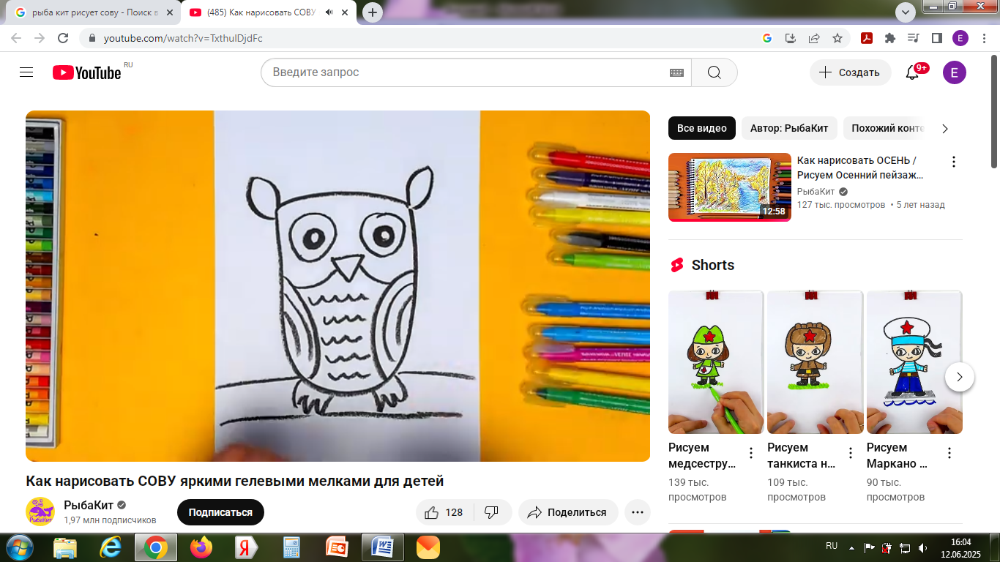 рыба кит рисует сову - Поиск в
(485) Как нарисовать СОВУ
youtube.com/watch?v=TxthulDjdFc
E
YouTube RU
Введите запрос
Создать
9+
E
Все видео
Автор: РыбаКит
Похожий конте
Как нарисовать ОСЕНЬ /
Рисуем Осенний пейзаж...
РыбаКит
127 тыс. просмотров • 5 лет назад
12:58
Shorts
Рисуем
медсестру...
139 тыс.
просмотров
Рисуем
танкиста н...
109 тыс.
просмотров
Рисуем
Маркано ...
90 тыс.
просмотров
Как нарисовать СОВУ яркими гелевыми мелками для детей
РыбаКит
РыбаКит
1,97 млн подписчиков
Подписаться
128
Поделиться
RU
16:04
12.06.2025